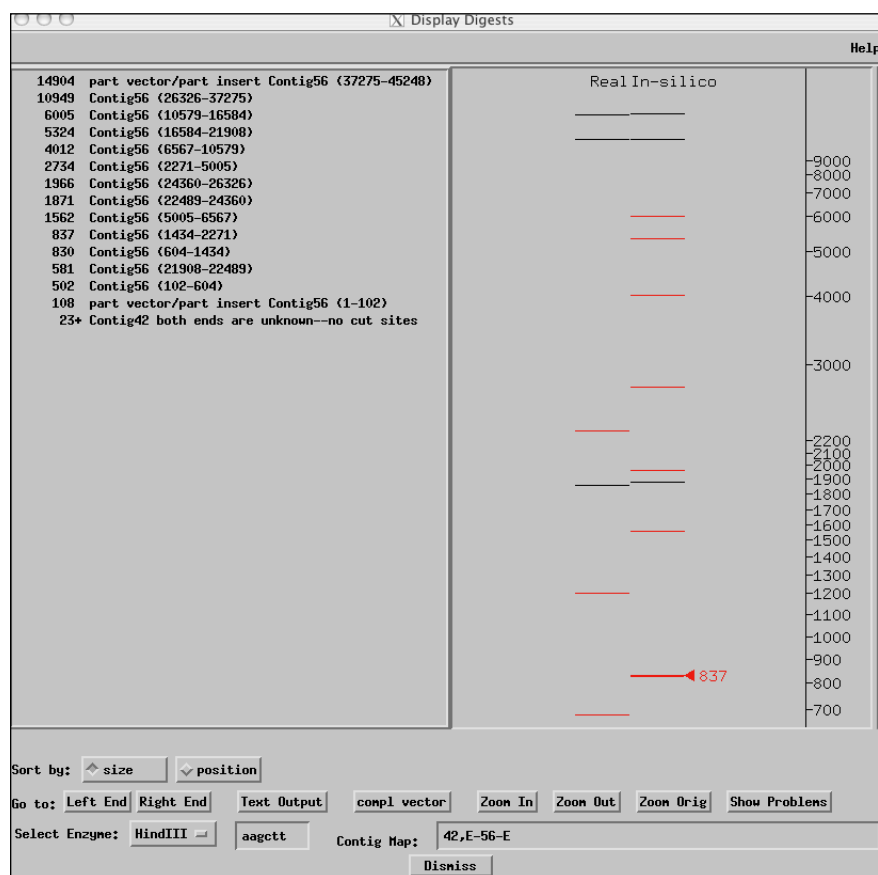 X Display Digests
Help
14904 part vector/part insert Contig56 (37275-45248)
10949 Contig56 (26326-37275)
6005 Contig56 (10579-16584)
5324 Contig56 (16584-21908)
4012 Contig56 (6567-10579)
2734 Contig56 (2271-5005)
1966 Contig56 (24360-26326)
1871 Contig56 (22489-24360)
1562 Contig56 (5005-6567)
837 Contig56 (1434-2271)
830 Contig56 (604-1434)
581 Contig56 (21908-22489)
502 Contig56 (102-604)
108 part vector/part insert Contig56 (1-102)
23+ Contig42 both ends are unknown--no cut sites
Real In-silico
9000
8000
7000
6000
5000
4000
3000
2200
2100
2000
1900
1800
1700
1600
1500
1400
1300
1200
1100
1000
900
837
800
700
Sort by: size position
Go to: Left End Right End Text Output compl vector Zoom In Zoom Out Zoom Orig Show Problems
Select Enzyme: HindIII aagctt Contig Map: 42,E-56-E
Dismiss